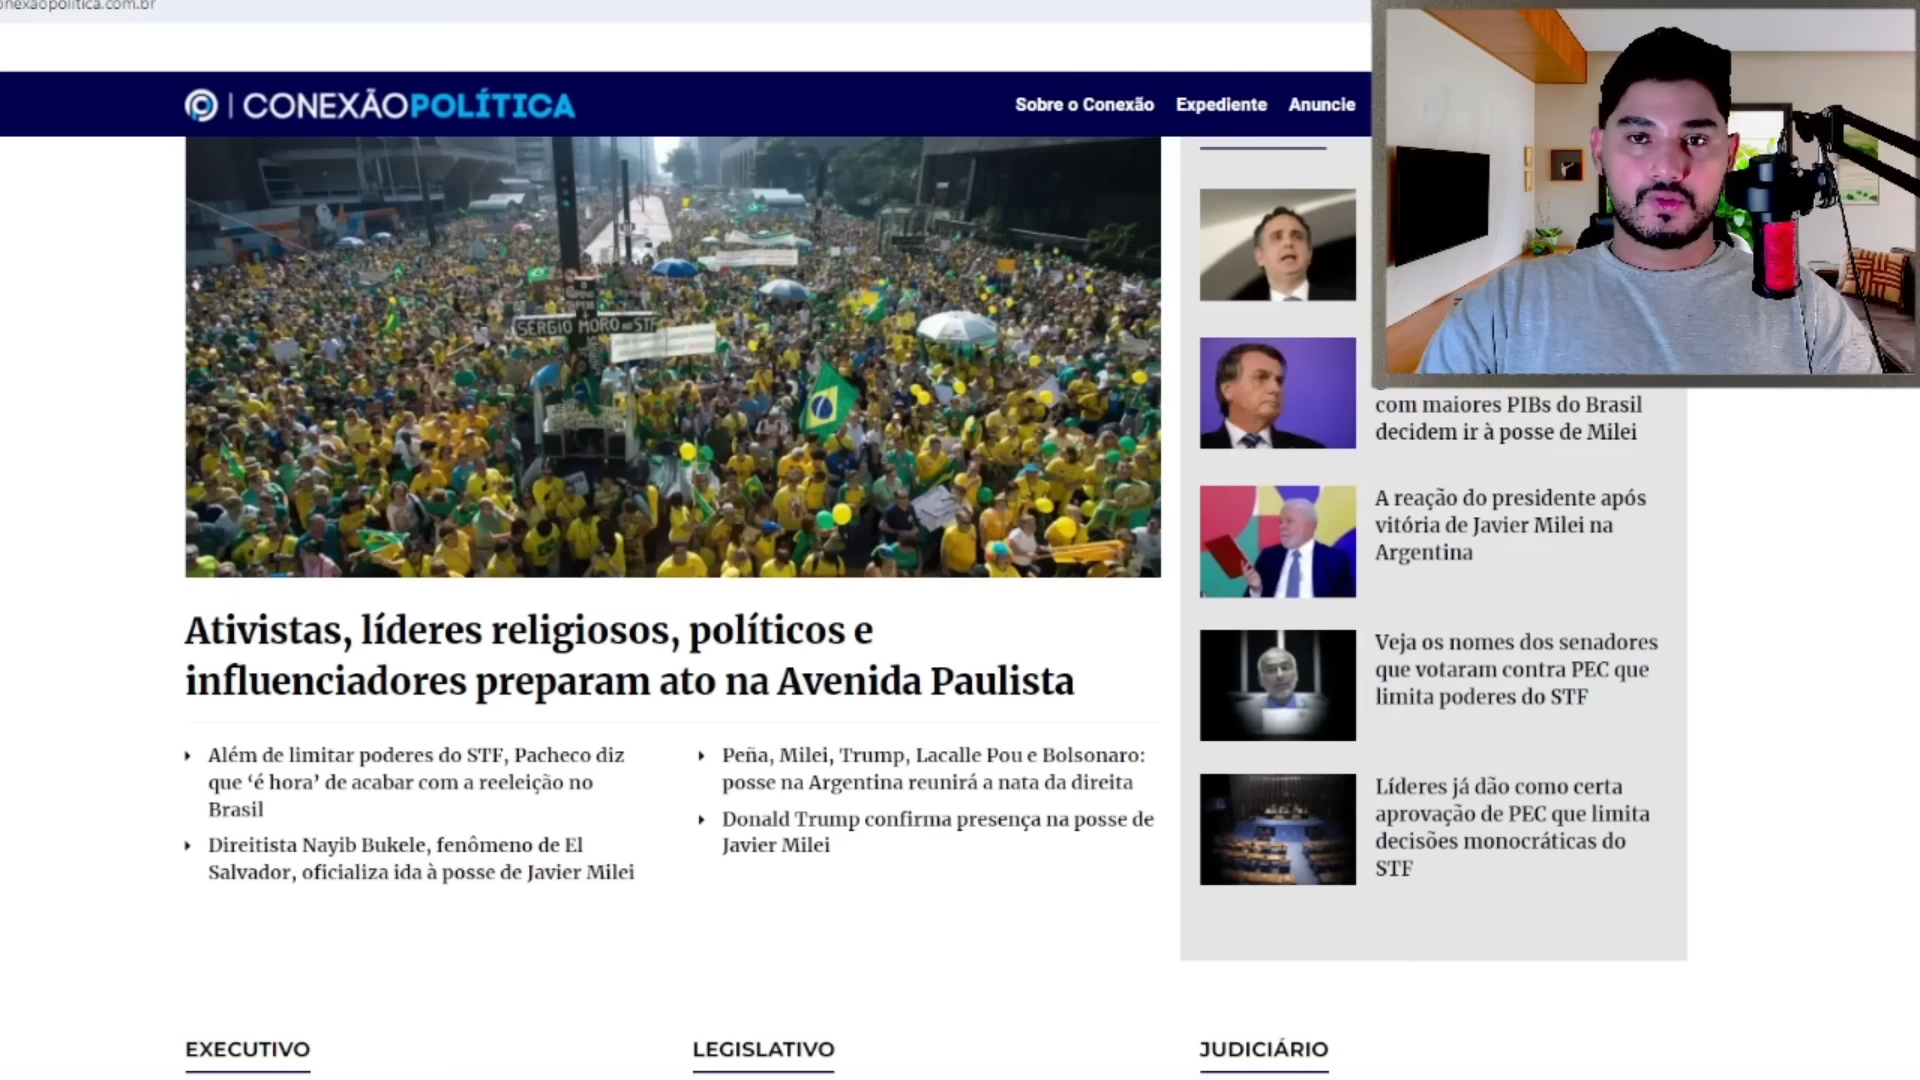 onexaopolitica.com.br
CONEXÃOPOLÍTICA
Sobre o Conexão Expediente Anuncie
SERGIO MORO no STF
Ativistas, líderes religiosos, políticos e
influenciadores preparam ato na Avenida Paulista
Além de limitar poderes do STF, Pacheco diz
que ‘é hora’ de acabar com a reeleição no
Brasil
Direitista Nayib Bukele, fenômeno de El
Salvador, oficializa ida à posse de Javier Milei
Peña, Milei, Trump, Lacalle Pou e Bolsonaro:
posse na Argentina reunirá a nata da direita
Donald Trump confirma presença na posse de
Javier Milei
com maiores PIBs do Brasil
decidem ir à posse de Milei
A reação do presidente após
vitória de Javier Milei na
Argentina
Veja os nomes dos senadores
que votaram contra PEC que
limita poderes do STF
Líderes já dão como certa
aprovação de PEC que limita
decisões monocráticas do
STF
EXECUTIVO
LEGISLATIVO
JUDICIÁRIO